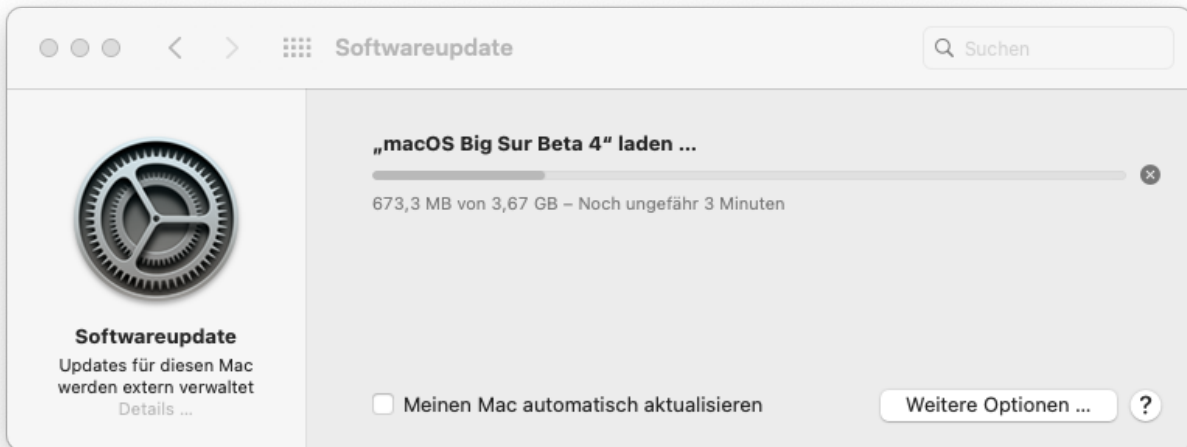 Softwareupdate
Suchen
„macOS Big Sur Beta 4“ laden ...
673,3 MB von 3,67 GB – Noch ungefähr 3 Minuten
Softwareupdate
Updates für diesen Mac
werden extern verwaltet
Details ...
Meinen Mac automatisch aktualisieren
Weitere Optionen ...
?